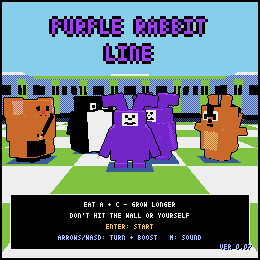 PURPLE RABBIT
LINE
EAT A + C - GROW LONGER
DON'T HIT THE WALL OR YOURSELF
ENTER: START
ARROWS/WASD: TURN + BOOST M: SOUND
VER 0.02